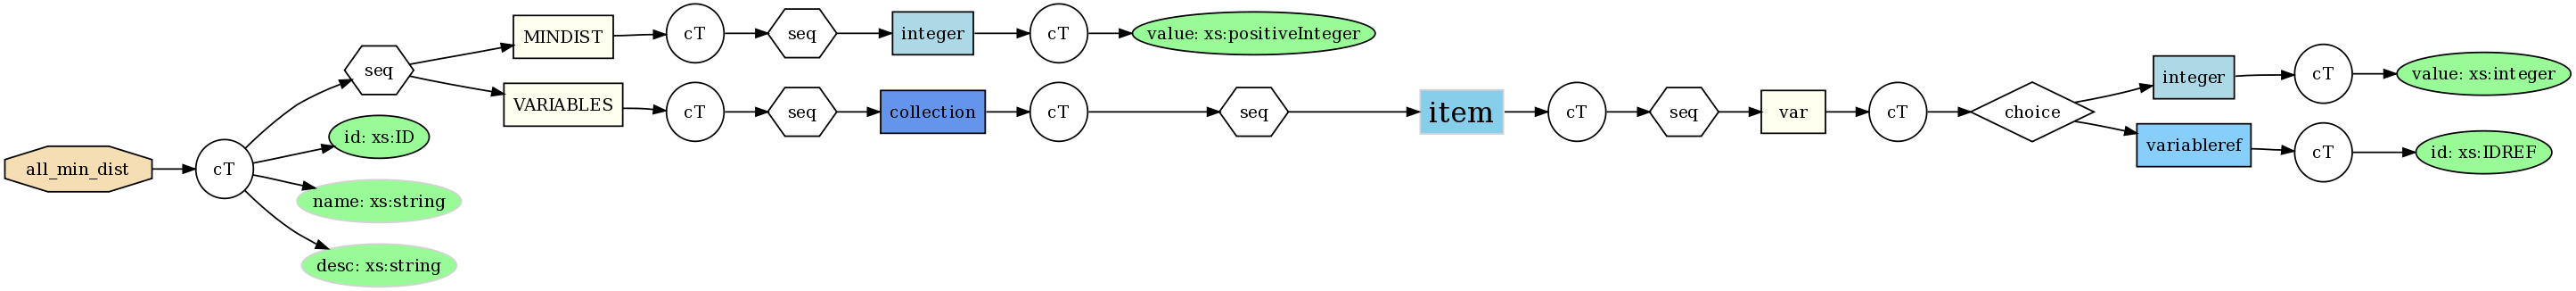 MINDIST
cT
seq
integer
cT
value: xs:positiveInteger
seq
VARIABLES
cT
seq
collection
cT
seq
item
cT
seq
var
cT
choice
integer
cT
value: xs:integer
variableref
cT
id: xs:IDREF
id: xs:ID
all_min_dist
cT
name: xs:string
desc: xs:string